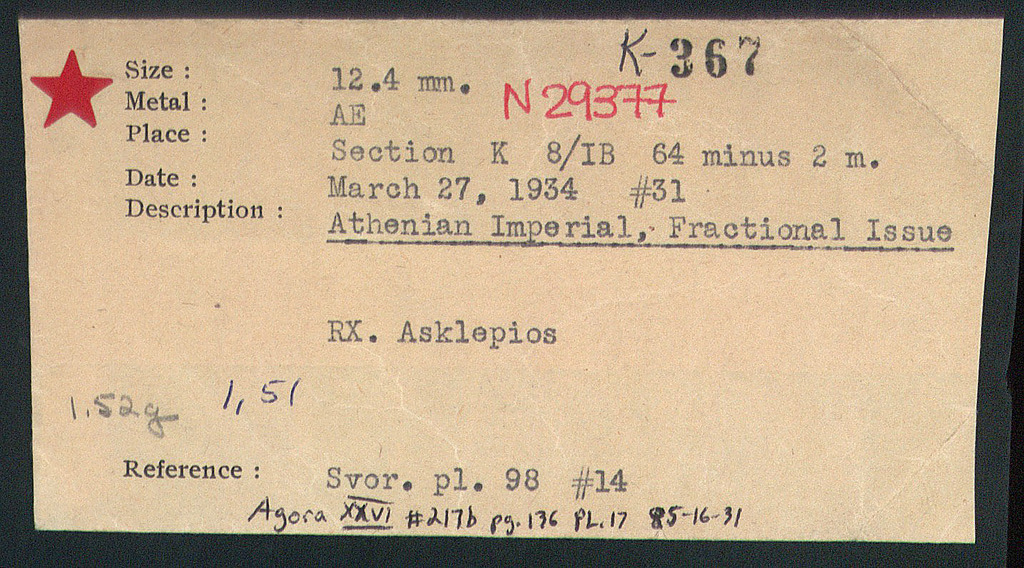 K-367
Size : 12.4 mm.
N 29377
Metal : AE
Place : Section K 8/IB 64 minus 2 m.
Date : March 27, 1934 #31
Description : Athenian Imperial, Fractional Issue
RX. Asklepios
1.52g 1,51
Reference : Svor. pl. 98 #14
Agora XXVI #217b pg. 136 PL.17 85-16-31